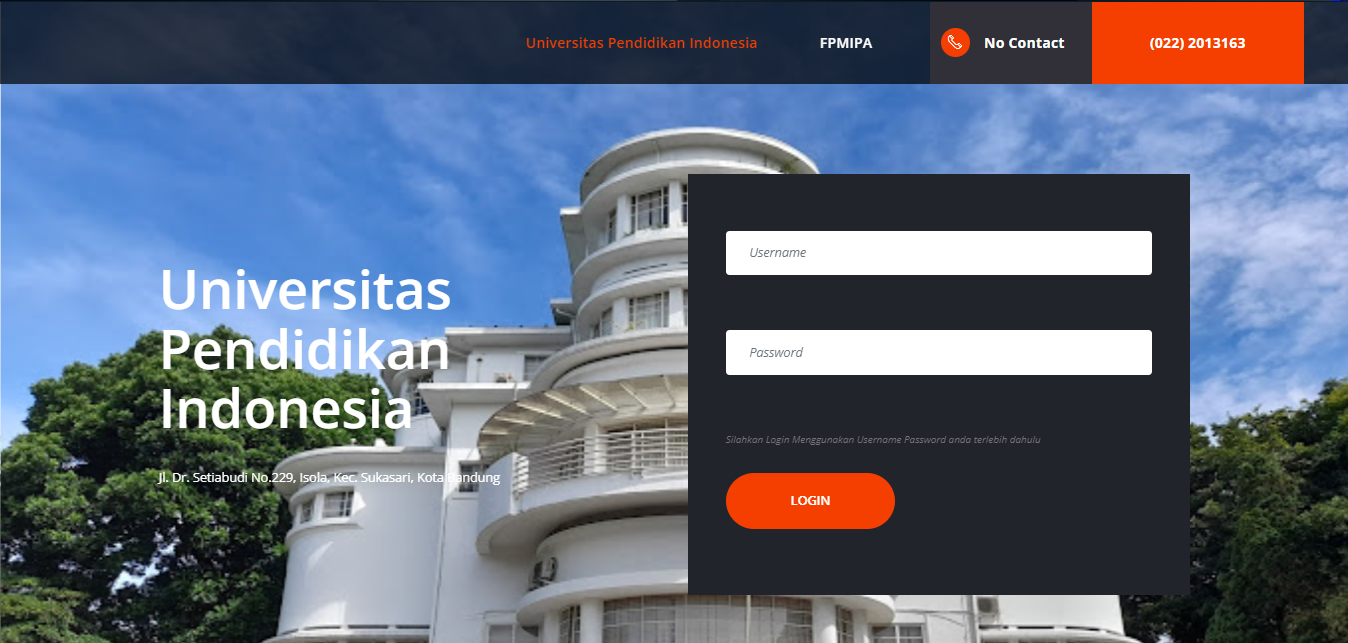 Universitas Pendidikan Indonesia
FPMIPA
No Contact
(022) 2013163
Universitas
Pendidikan
Indonesia
Jl. Dr. Setiabudi No.229, Isola, Kec. Sukasari, Kota Bandung
Username
Password
Silahkan Login Menggunakan Username Password anda terlebih dahulu
LOGIN